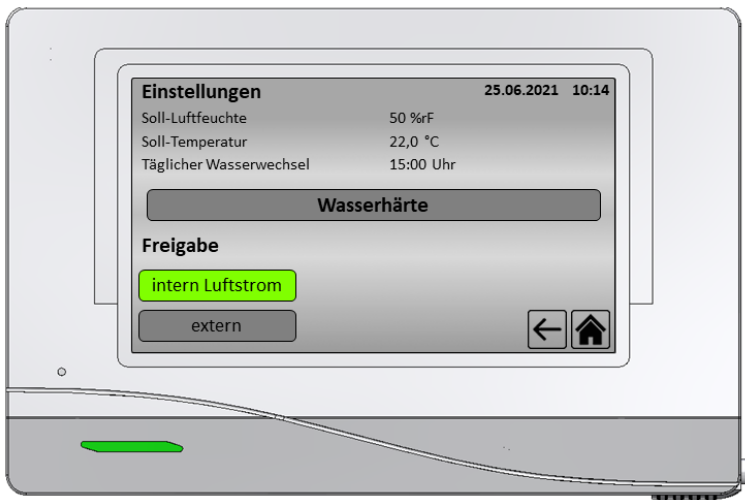 Einstellungen 25.06.2021 10:14
Soll-Luftfeuchte 50 %rF
Soll-Temperatur 22,0 °C
Täglicher Wasserwechsel 15:00 Uhr
Wasserhärte
Freigabe
intern Luftstrom
extern